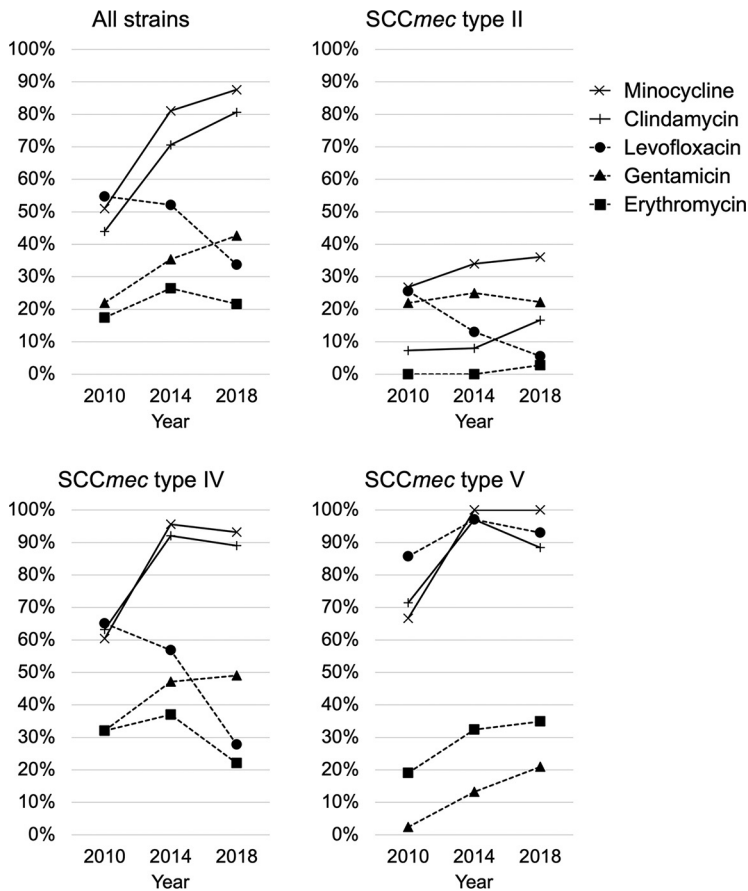 All strains
100%
90%
80%
70%
60%
50%
40%
30%
20%
10%
0%
2010 2014 2018
Year
SCCmec type II
100%
90%
80%
70%
60%
50%
40%
30%
20%
10%
0%
2010 2014 2018
Year
Minocycline
Clindamycin
Levofloxacin
Gentamicin
Erythromycin
SCCmec type IV
100%
90%
80%
70%
60%
50%
40%
30%
20%
10%
0%
2010 2014 2018
Year
SCCmec type V
100%
90%
80%
70%
60%
50%
40%
30%
20%
10%
0%
2010 2014 2018
Year